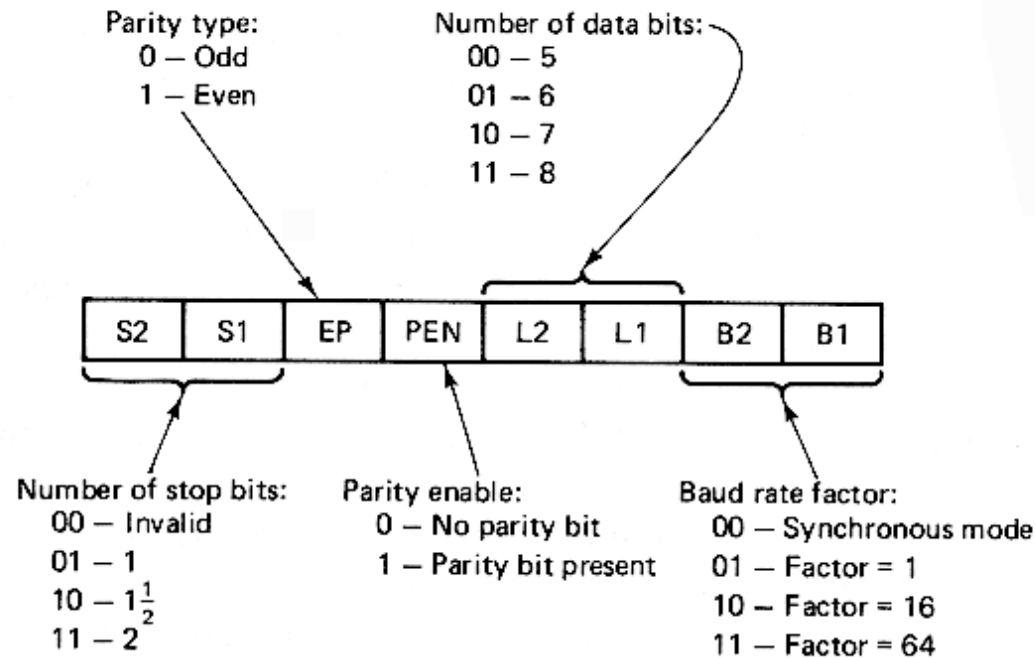 Parity type:
0 – Odd
1 – Even
Number of data bits:
00 – 5
01 – 6
10 – 7
11 – 8
S2 S1 EP PEN L2 L1 B2 B1
Number of stop bits:
00 – Invalid
01 – 1
10 – 1 1/2
11 – 2
Parity enable:
0 – No parity bit
1 – Parity bit present
Baud rate factor:
00 – Synchronous mode
01 – Factor = 1
10 – Factor = 16
11 – Factor = 64